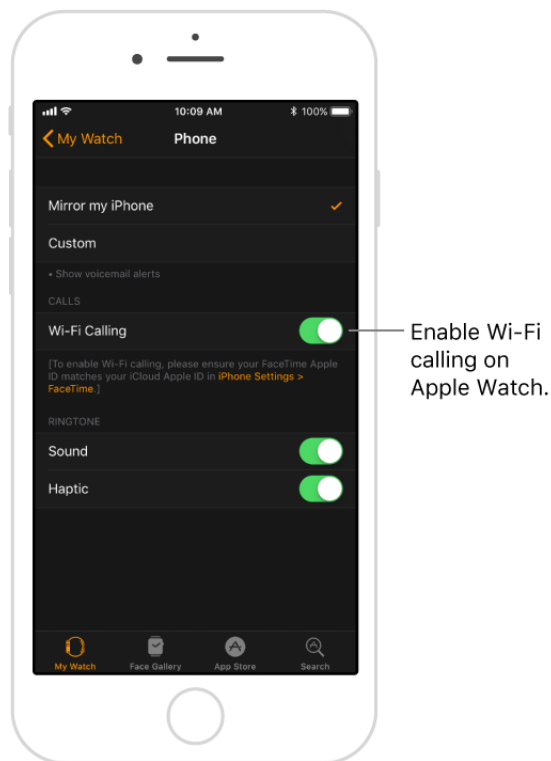 10:09 AM
100%
My Watch
Phone
Mirror my iPhone
Custom
• Show voicemail alerts
CALLS
Wi-Fi Calling
[To enable Wi-Fi calling, please ensure your FaceTime Apple
ID matches your iCloud Apple ID in iPhone Settings >
FaceTime.]
RINGTONE
Sound
Haptic
My Watch
Face Gallery
App Store
Search
Enable Wi-Fi
calling on
Apple Watch.